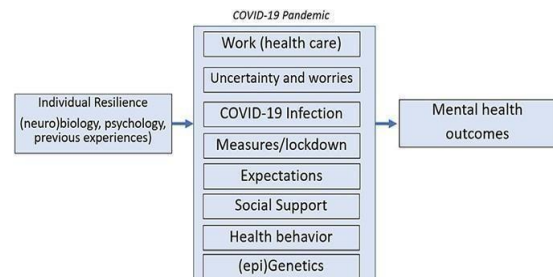 COVID-19 Pandemic
Work (health care)
Uncertainty and worries
Individual Resilience
(neuro)biology, psychology,
previous experiences)
COVID-19 Infection
Measures/lockdown
Expectations
Social Support
Health behavior
(epi)Genetics
Mental health
outcomes